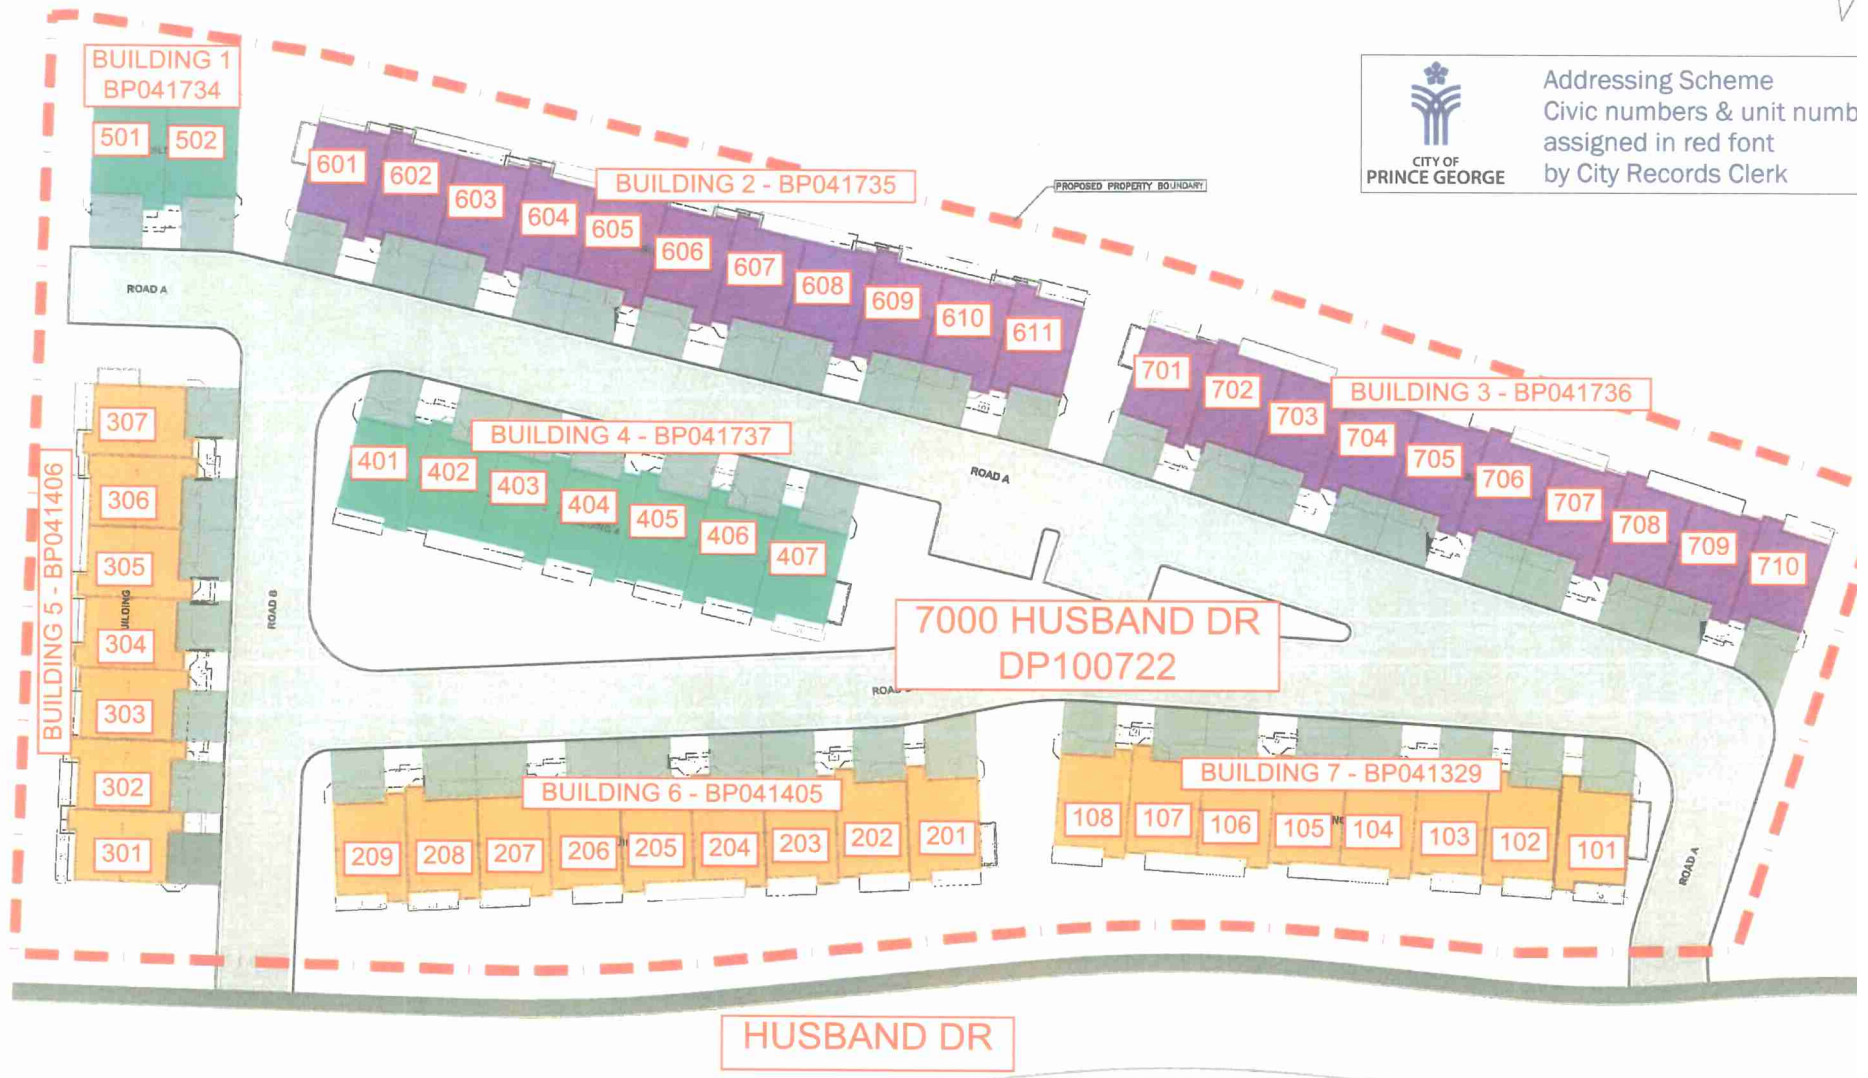 BUILDING 1
BP041734
501
502
Addressing Scheme
Civic numbers & unit numb
assigned in red font
by City Records Clerk
CITY OF
PRINCE GEORGE
BUILDING 2 - BP041735
PROPOSED PROPERTY BOUNDARY
601
602
603
604
605
606
607
608
609
610
611
ROAD A
BUILDING 3 - BP041736
701
702
703
704
705
706
707
708
709
710
BUILDING 4 - BP041737
401
402
403
404
405
406
407
ROAD A
BUILDING 5 - BP041406
307
306
305
304
303
302
301
ROAD B
7000 HUSBAND DR
DP100722
BUILDING 6 - BP041405
209
208
207
206
205
204
203
202
201
BUILDING 7 - BP041329
108
107
106
105
104
103
102
101
ROAD A
HUSBAND DR